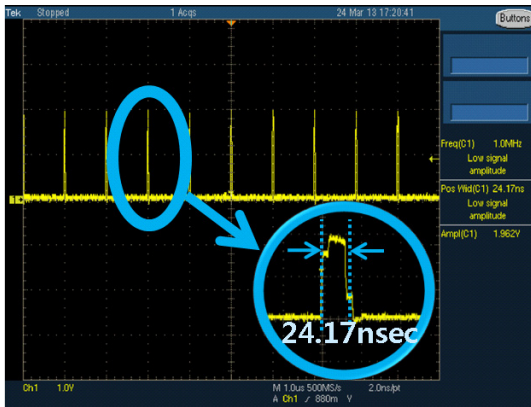 Tek Stopped 1 Acqs 24 Mar 13 17:20:41
Buttons
Freq(C1) 1.0MHz
Low signal
amplitude
Pos Wid(C1) 24.17ns
Low signal
amplitude
Ampl(C1) 1.962V
1
24.17nsec
Ch1 1.0V M 1.0us 500MS/s 2.0ns/pt
A Ch1 / 880m V